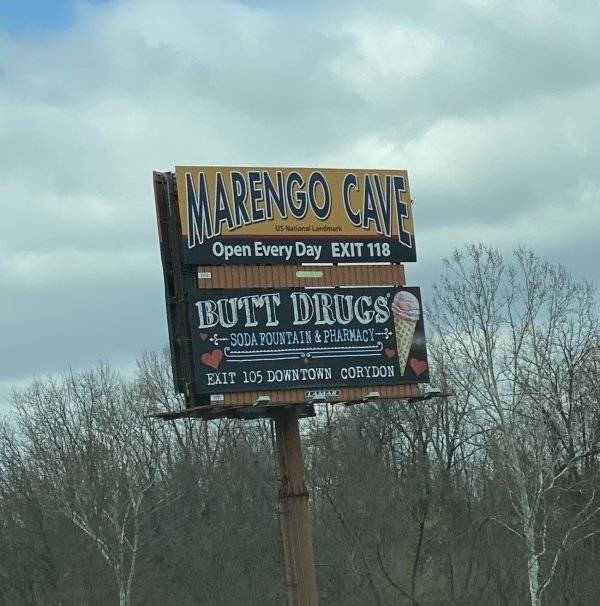 MARENGO CAVE
US National Landmark
Open Every Day EXIT 118
BUTT DRUGS
SODA FOUNTAIN & PHARMACY
EXIT 105 DOWNTOWN CORYDON
LAMAR